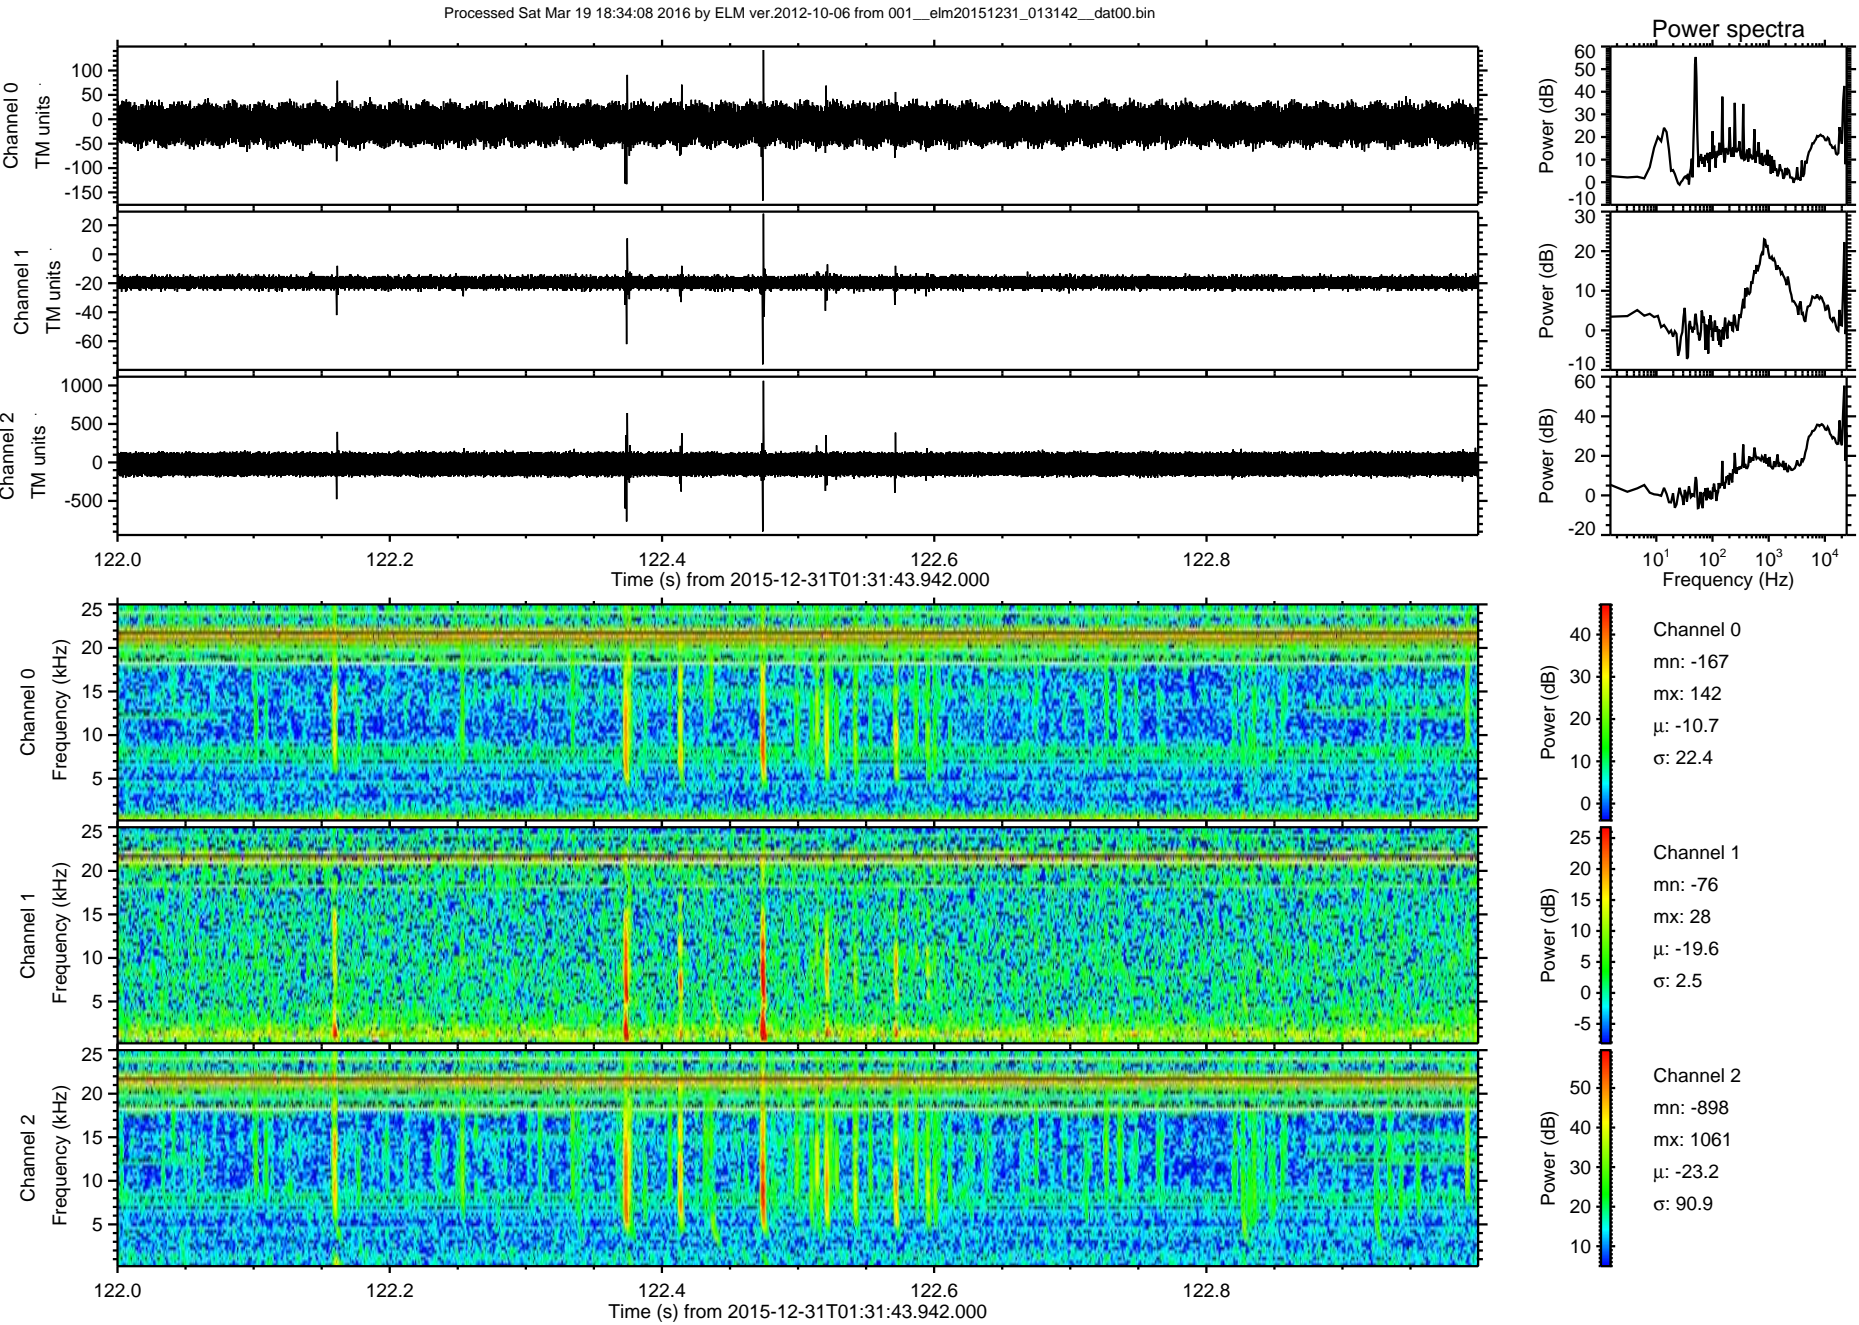 Processed Sat Mar 19 18:34:08 2016 by ELM ver.2012-10-06 from 001__elm20151231_013142__dat00.bin
Power spectra
Channel 0
TM units
100
50
0
-50
-100
-150
Power (dB)
60
50
40
30
20
10
0
-10
Channel 1
TM units
20
0
-20
-40
-60
Power (dB)
30
20
10
0
-10
Channel 2
TM units
1000
500
0
-500
Power (dB)
60
40
20
0
-20
122.0 122.2 122.4 122.6 122.8
Time (s) from 2015-12-31T01:31:43.942.000
10¹ 10² 10³ 10⁴
Frequency (Hz)
Channel 0
Frequency (kHz)
25
20
15
10
5
Power (dB)
40
30
20
10
0
Channel 0
mn: -167
mx: 142
μ: -10.7
σ: 22.4
Channel 1
Frequency (kHz)
25
20
15
10
5
Power (dB)
25
20
15
10
5
0
-5
Channel 1
mn: -76
mx: 28
μ: -19.6
σ: 2.5
Channel 2
Frequency (kHz)
25
20
15
10
5
Power (dB)
50
40
30
20
10
Channel 2
mn: -898
mx: 1061
μ: -23.2
σ: 90.9
122.0 122.2 122.4 122.6 122.8
Time (s) from 2015-12-31T01:31:43.942.000